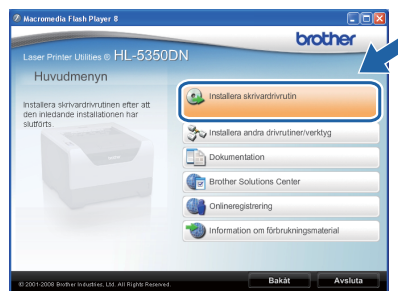 Macromedia Flash Player 8
brother
Laser Printer Utilities © HL-5350DN
Huvudmenyn
Installera skrivardrivrutinen efter att
den inledande installationen har
slutförts.
Installera skrivardrivrutin
Installera andra drivrutiner/verktyg
Dokumentation
Brother Solutions Center
Onlineregistrering
Information om förbrukningsmaterial
© 2001-2008 Brother Industries, Ltd. All Rights Reserved.
Bakåt
Avsluta